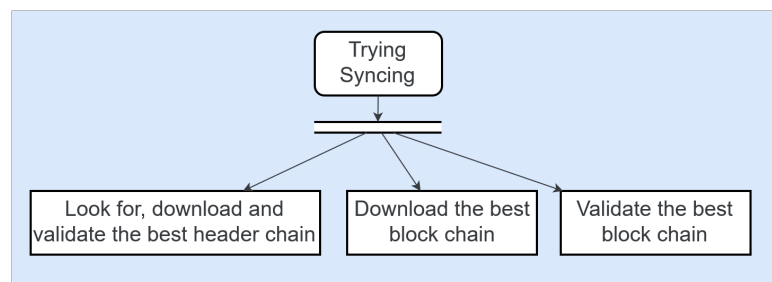 Trying
Syncing
Look for, download and
validate the best header chain
Download the best
block chain
Validate the best
block chain